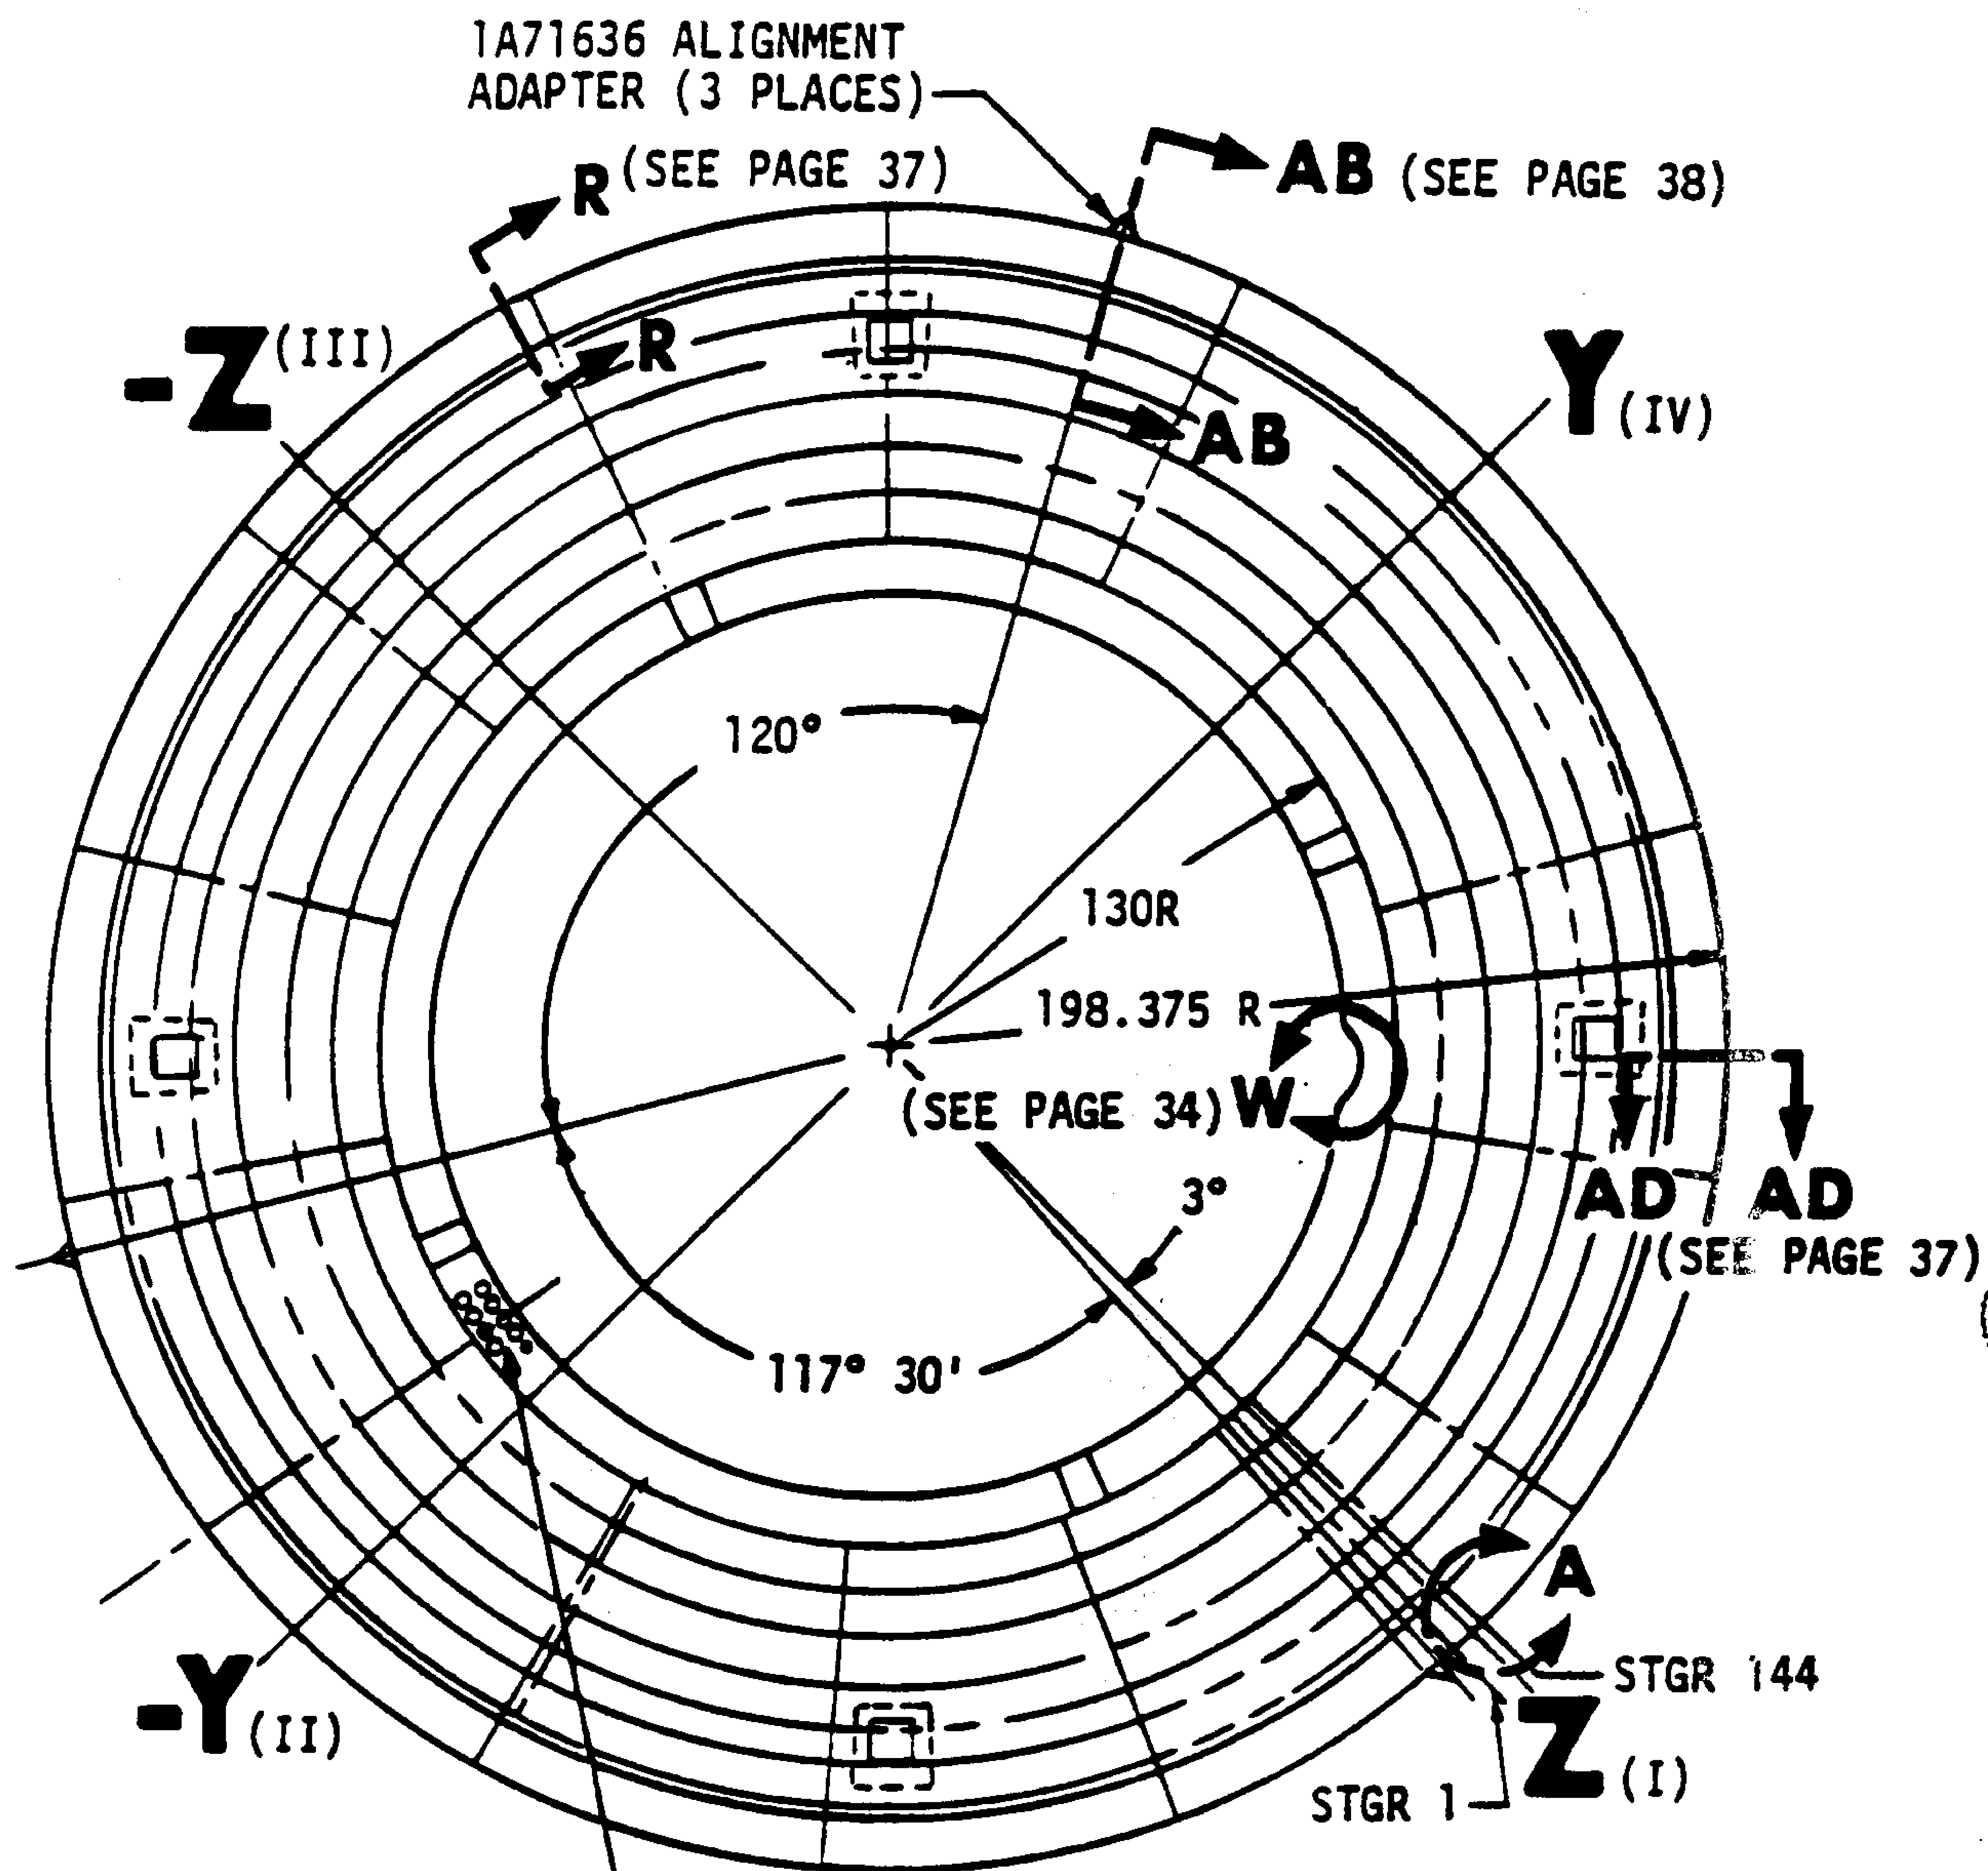 1A71636 ALIGNMENT
ADAPTER (3 PLACES)
R (SEE PAGE 37)
AB (SEE PAGE 38)
-Z (III)
R
Y (IV)
AB
120°
130R
198.375 R
(SEE PAGE 34) W
3°
AD AD
(SEE PAGE 37)
117° 30'
A
STGR 144
-Y (II)
Z (I)
STGR 1